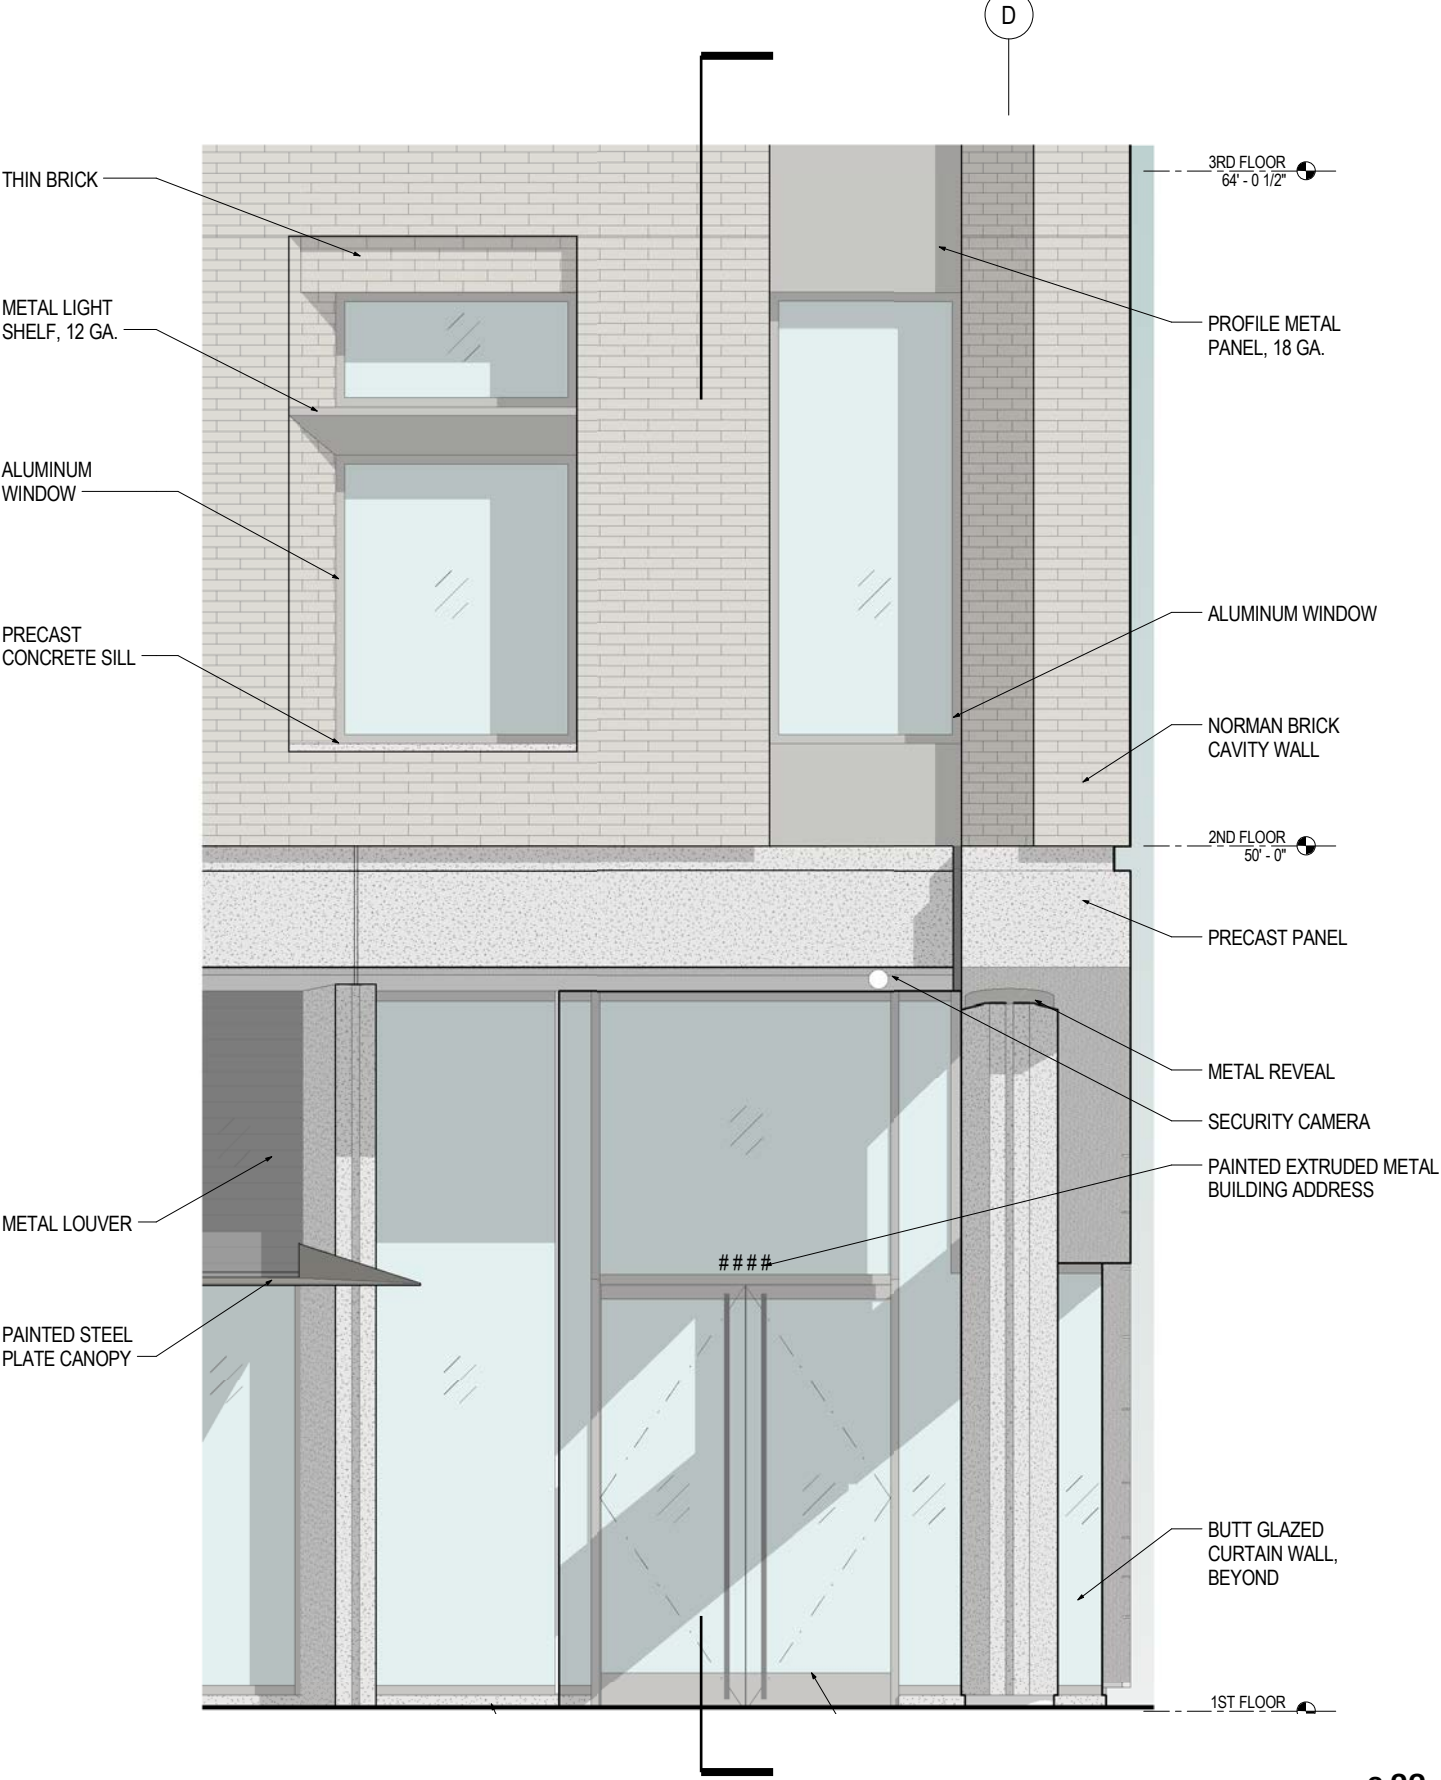 D
3RD FLOOR
64' - 0 1/2"
THIN BRICK
METAL LIGHT
SHELF, 12 GA.
PROFILE METAL
PANEL, 18 GA.
ALUMINUM
WINDOW
ALUMINUM WINDOW
PRECAST
CONCRETE SILL
NORMAN BRICK
CAVITY WALL
2ND FLOOR
50' - 0"
PRECAST PANEL
METAL REVEAL
SECURITY CAMERA
PAINTED EXTRUDED METAL
BUILDING ADDRESS
METAL LOUVER
####
PAINTED STEEL
PLATE CANOPY
BUTT GLAZED
CURTAIN WALL,
BEYOND
1ST FLOOR